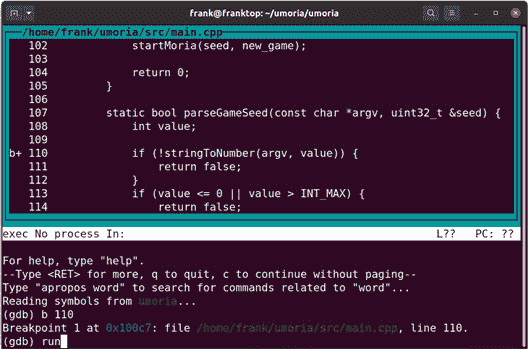 frank@franktop: ~/umoria/umoria
/home/frank/umoria/src/main.cpp
102 startMoria(seed, new_game);
103
104 return 0;
105 }
106
107 static bool parseGameSeed(const char *argv, uint32_t &seed) {
108 int value;
109
b+ 110 if (!stringToNumber(argv, value)) {
111 return false;
112 }
113 if (value <= 0 || value > INT_MAX) {
114 return false;
exec No process In: L?? PC: ??
For help, type "help".
--Type <RET> for more, q to quit, c to continue without paging--
Type "apropos word" to search for commands related to "word"...
Reading symbols from umoria...
(gdb) b 110
Breakpoint 1 at 0x100c7: file /home/frank/umoria/src/main.cpp, line 110.
(gdb) run